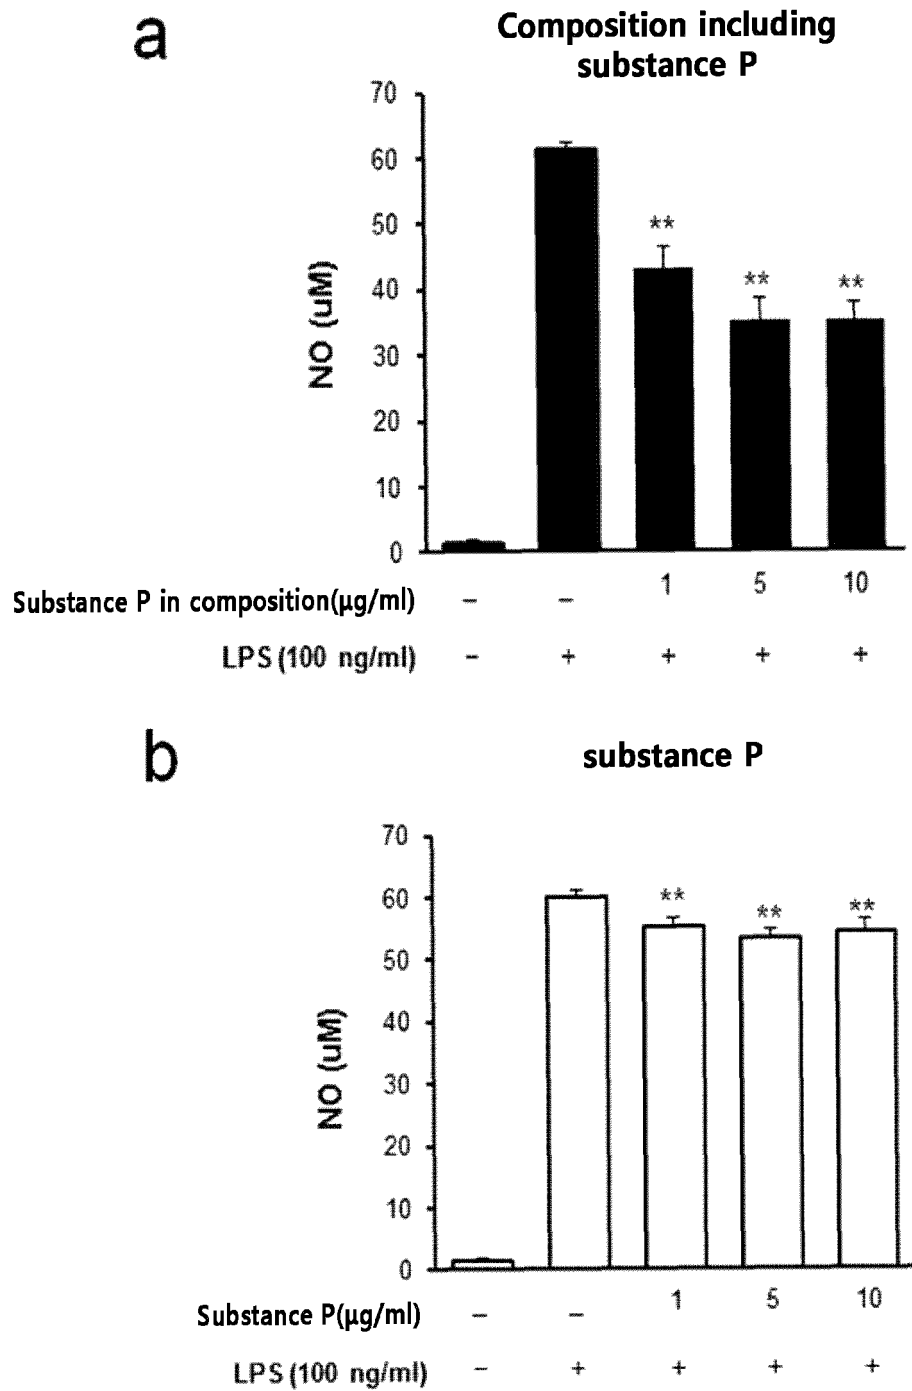 a
Composition including
substance P
70
60
50
40
30
20
10
0
NO (uM)
**
**
**
Substance P in composition(μg/ml) – – 1 5 10
LPS (100 ng/ml) – + + + +
b
substance P
70
60
50
40
30
20
10
0
NO (uM)
**
**
**
Substance P(μg/ml) – – 1 5 10
LPS (100 ng/ml) – + + + +